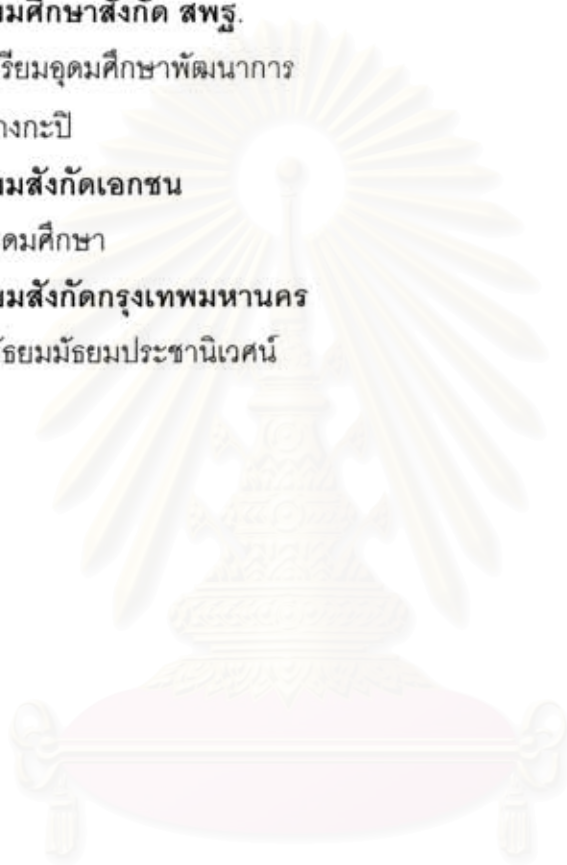 ยมศึกษาสังกัด สพฐ.
รียมอุดมศึกษาพัฒนาการ
างกะปิ
ยมสังกัดเอกชน
ุดมศึกษา
ยมสังกัดกรุงเทพมหานคร
ัธยมมัธยมประชานิเวศน์